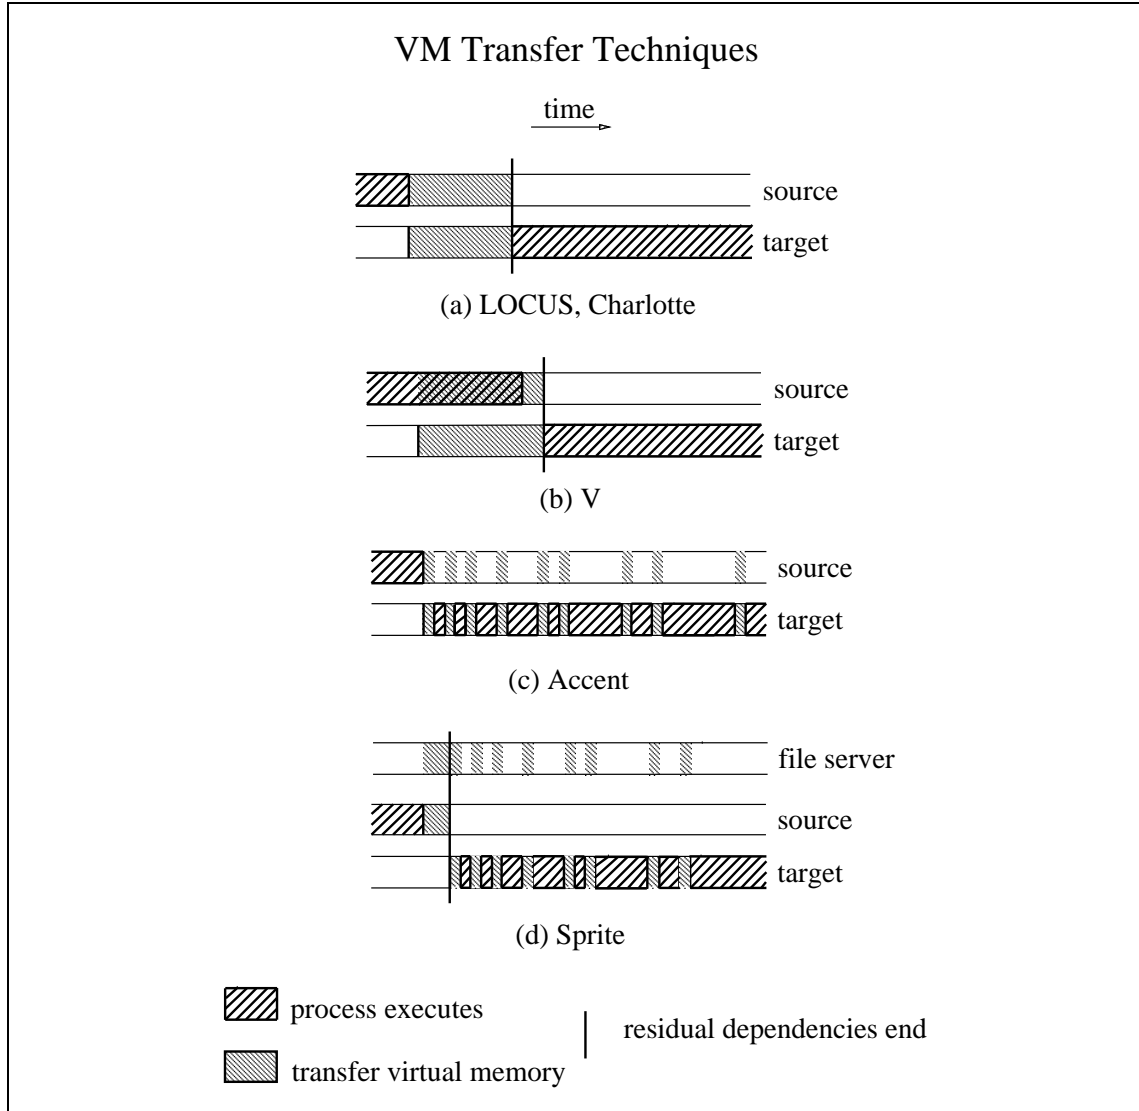 VM Transfer Techniques
time
source
target
(a) LOCUS, Charlotte
source
target
(b) V
source
target
(c) Accent
file server
source
target
(d) Sprite
process executes
residual dependencies end
transfer virtual memory